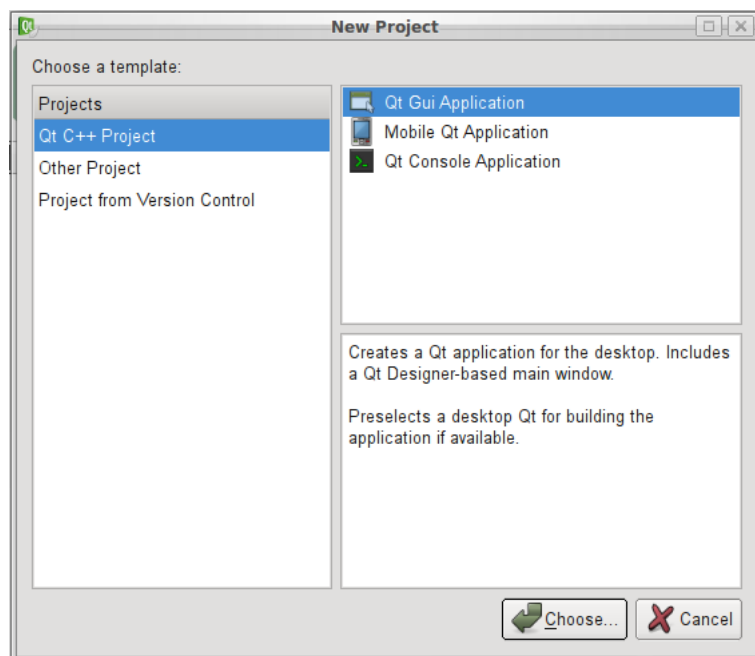 New Project
Choose a template:
Projects
Qt C++ Project
Other Project
Project from Version Control
Qt Gui Application
Mobile Qt Application
Qt Console Application
Creates a Qt application for the desktop. Includes
a Qt Designer-based main window.
Preselects a desktop Qt for building the
application if available.
Choose...
Cancel